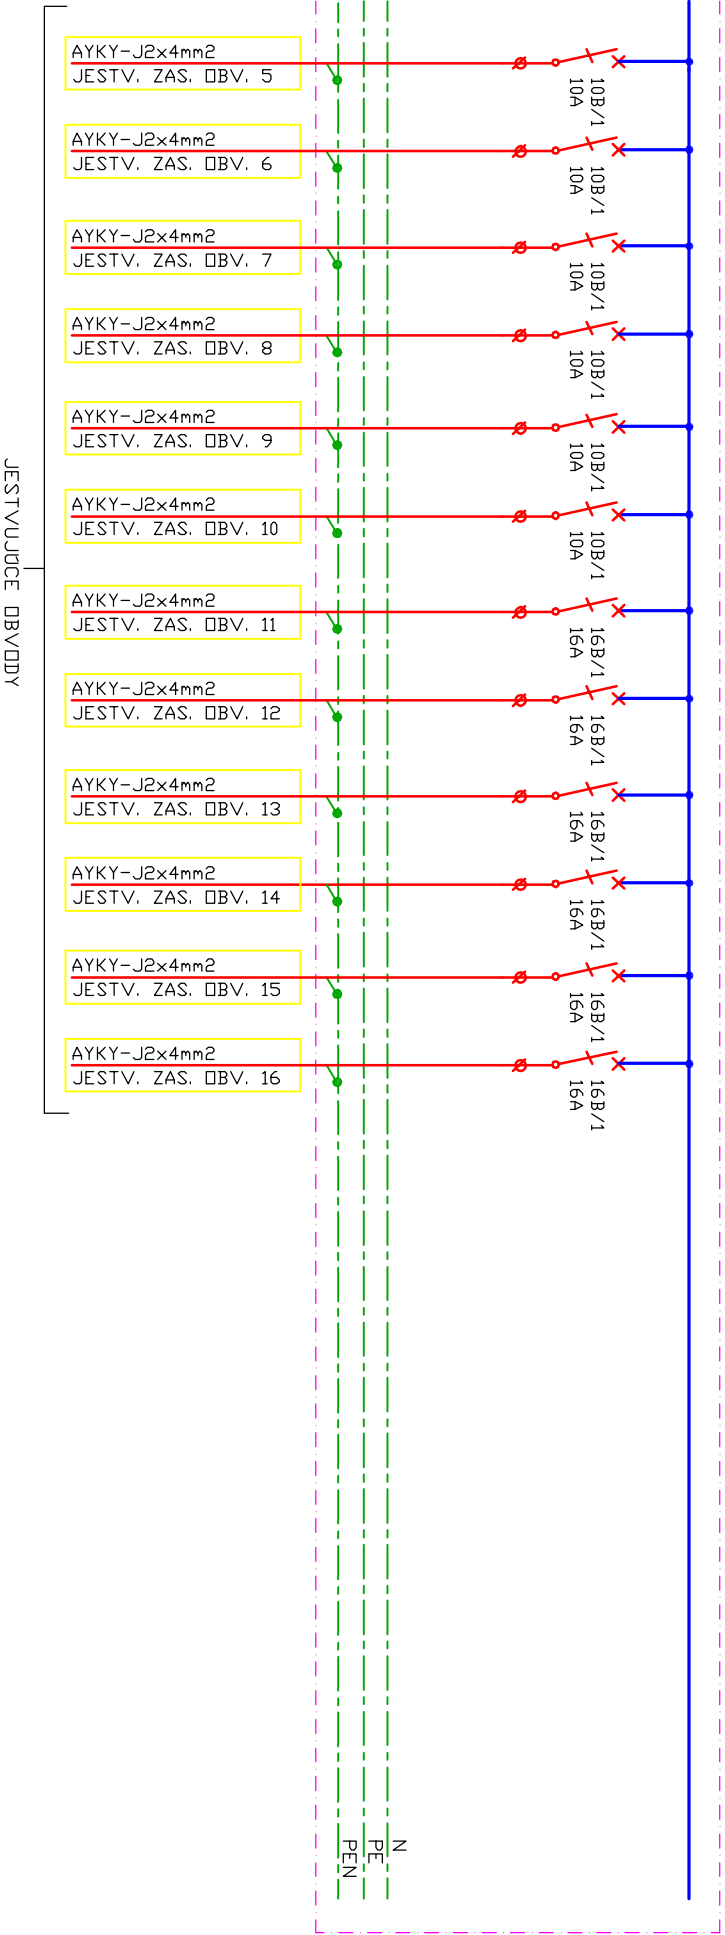 AYKY-J2x4mm2
JESTV. ZAS. OBV. 5
10B/1
10A
AYKY-J2x4mm2
JESTV. ZAS. OBV. 6
10B/1
10A
AYKY-J2x4mm2
JESTV. ZAS. OBV. 7
10B/1
10A
AYKY-J2x4mm2
JESTV. ZAS. OBV. 8
10B/1
10A
AYKY-J2x4mm2
JESTV. ZAS. OBV. 9
10B/1
10A
AYKY-J2x4mm2
JESTV. ZAS. OBV. 10
10B/1
10A
AYKY-J2x4mm2
JESTV. ZAS. OBV. 11
16B/1
16A
AYKY-J2x4mm2
JESTV. ZAS. OBV. 12
16B/1
16A
AYKY-J2x4mm2
JESTV. ZAS. OBV. 13
16B/1
16A
AYKY-J2x4mm2
JESTV. ZAS. OBV. 14
16B/1
16A
AYKY-J2x4mm2
JESTV. ZAS. OBV. 15
16B/1
16A
AYKY-J2x4mm2
JESTV. ZAS. OBV. 16
16B/1
16A
JESTVUJÚCE OBVODY
N
PE
PEN